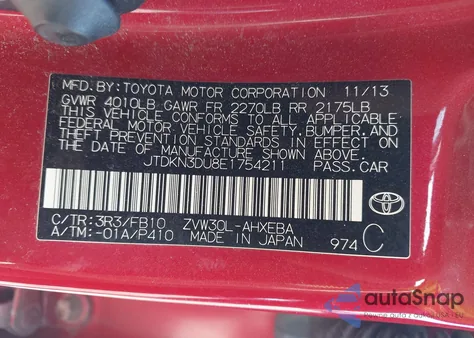 MFD.BY:TOYOTA MOTOR CORPORATION 11/13
GVWR 4010LB GAWR FR 2270LB RR 2175LB
THIS VEHICLE CONFORMS TO ALL APPLICABLE
FEDERAL MOTOR VEHICLE SAFETY, BUMPER, AND
THEFT PREVENTION STANDARDS IN EFFECT ON
THE DATE OF MANUFACTURE SHOWN ABOVE.
JTDKN3DU8E1754211 PASS.CAR
C/TR:3R3/FB10 ZVW30L-AHXEBA
A/TM:-01A/P410 MADE IN JAPAN 974 C
autoSnap